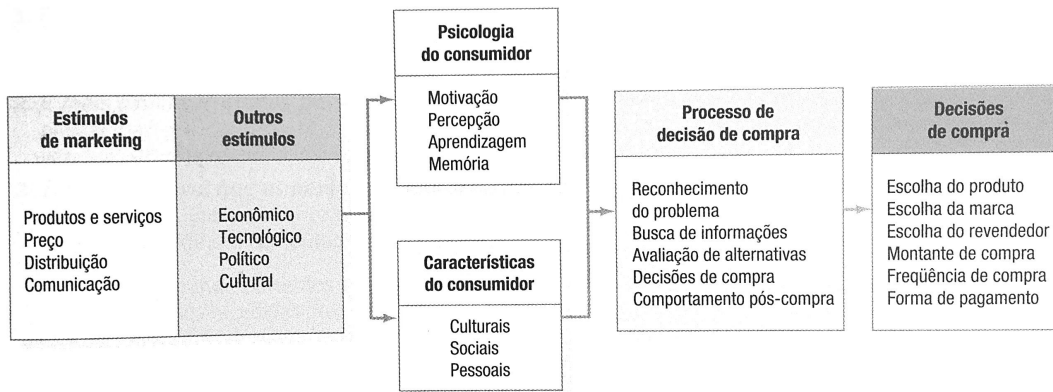 Estímulos
de marketing
Produtos e serviços
Preço
Distribuição
Comunicação
Outros
estímulos
Econômico
Tecnológico
Político
Cultural
Psicologia
do consumidor
Motivação
Percepção
Aprendizagem
Memória
Características
do consumidor
Culturais
Sociais
Pessoais
Processo de
decisão de compra
Reconhecimento
do problema
Busca de informações
Avaliação de alternativas
Decisões de compra
Comportamento pós-compra
Decisões
de compra
Escolha do produto
Escolha da marca
Escolha do revendedor
Montante de compra
Freqüência de compra
Forma de pagamento